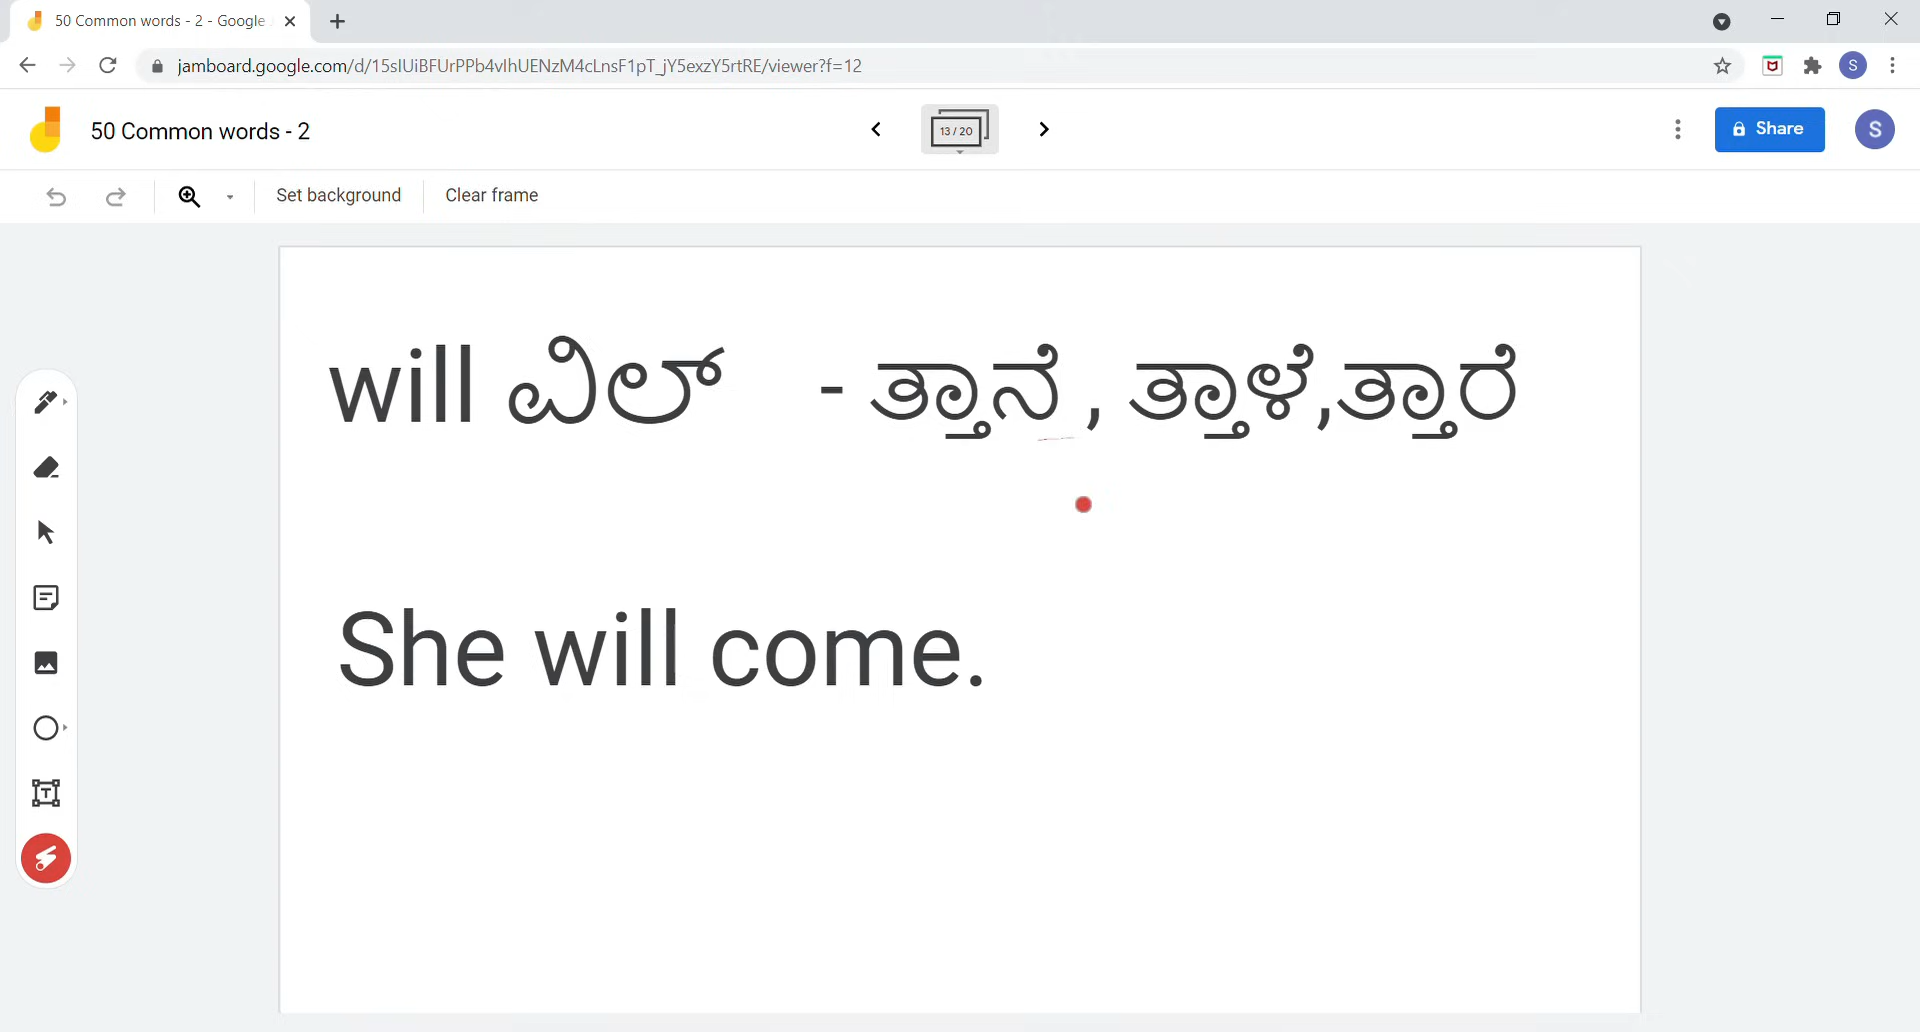 50 Common words - 2 - Google
jamboard.google.com/d/15sIUiBFUrPPb4vIhUENzM4cLnsF1pT_jY5exzY5rtRE/viewer?f=12
S
50 Common words - 2
13 / 20
Share
S
Set background
Clear frame
will ವಿಲ್ - ತ್ತಾನೆ, ತ್ತಾಳೆ,ತ್ತಾರೆ
She will come.